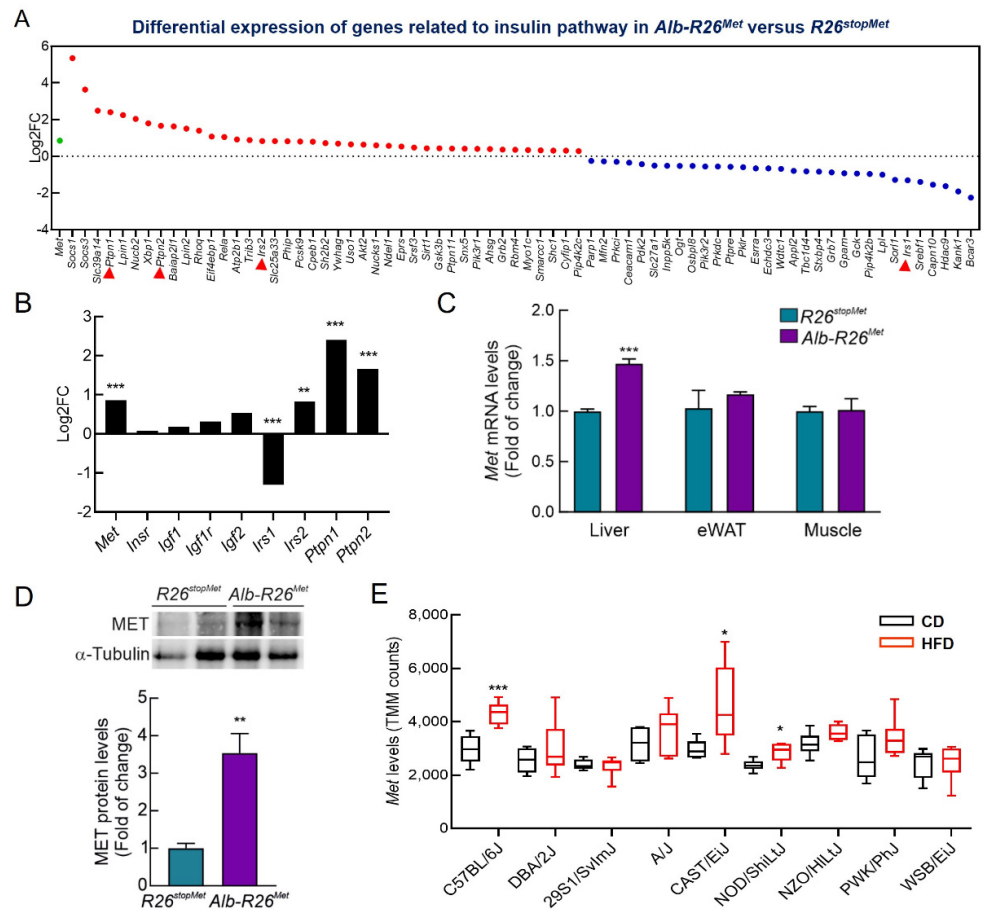 A
Differential expression of genes related to insulin pathway in Alb-R26Met versus R26stopMet
Log2FC
6
4
2
0
-2
-4
Met
Socs1
Socs3
Slc39a14
Ptpn1
Lpin1
Nucb2
Xbp1
Ptpn2
Baiap2l1
Lpin2
Rhoq
Eif4ebp1
Rela
Atp2b1
Trib3
Irs2
Slc25a33
Phip
Pcsk9
Cpeb1
Sh2b2
Ywhag
Uso1
Akt2
Nucks1
Ndel1
Eprs
Srsf3
Sirt1
Gsk3b
Ptpn11
Snx5
Pik3r1
Ahsg
Grb2
Rbm4
Myo1c
Smarcc1
Shc1
Cyfip1
Pip4k2c
Parp1
Mfn2
Prkci
Ceacam1
Pdk2
Slc27a1
Inpp5k
Ogt
Osbpl8
Pik3r2
Prkdc
Ptpre
Pklr
Esrra
Echdc3
Wdtc1
Appl2
Tbc1d4
Stxbp4
Grb7
Gpam
Gck
Pip4k2b
Lpl
Sorl1
Irs1
Srebf1
Capn10
Hdac9
Kank1
Bcar3
B
Log2FC
3
2
1
0
-1
-2
***
***
**
***
***
Met
Insr
Igf1
Igf1r
Igf2
Irs1
Irs2
Ptpn1
Ptpn2
C
R26stopMet
Alb-R26Met
Met mRNA levels
(Fold of change)
2.0
1.5
1.0
0.5
0.0
***
Liver
eWAT
Muscle
D
R26stopMet
Alb-R26Met
MET
α-Tubulin
MET protein levels
(Fold of change)
5
4
3
2
1
0
**
R26stopMet
Alb-R26Met
E
CD
HFD
Met levels (TMM counts)
8,000
6,000
4,000
2,000
0
***
*
*
C57BL/6J
DBA/2J
29S1/SvImJ
A/J
CAST/EiJ
NOD/ShiLtJ
NZO/HlLtJ
PWK/PhJ
WSB/EiJ